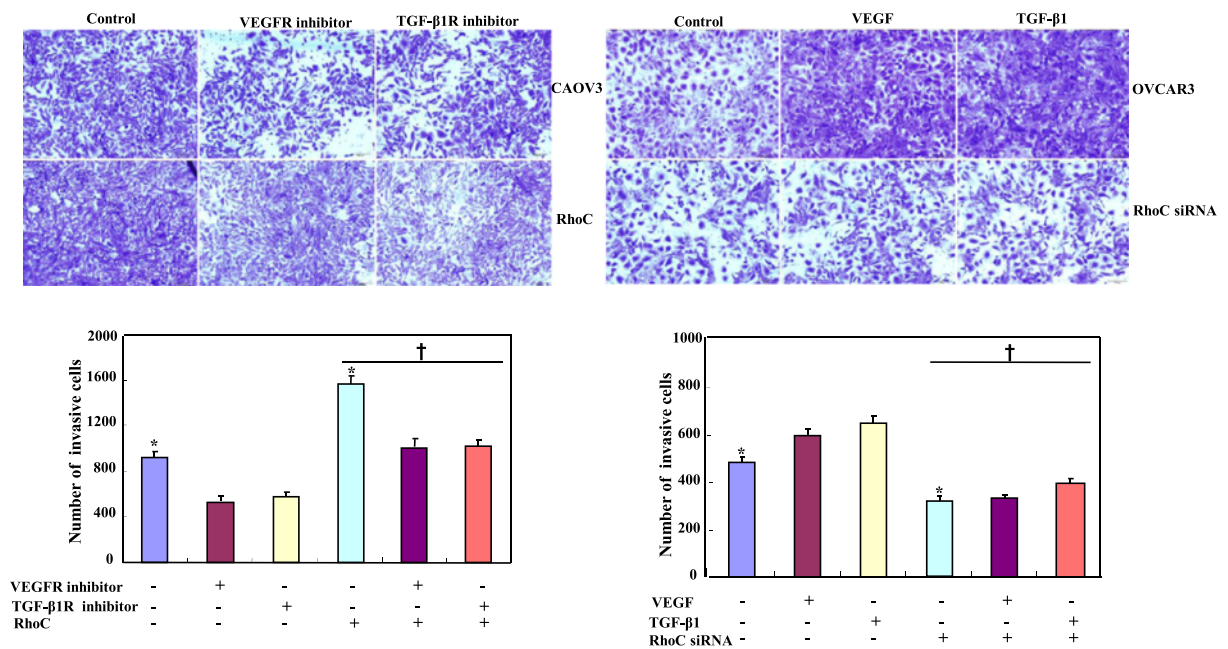 Control VEGFR inhibitor TGF-β1R inhibitor
CAOV3
RhoC
Control VEGF TGF-β1
OVCAR3
RhoC siRNA
Number of invasive cells
2000
1600
1200
800
400
0
*
*
†
VEGFR inhibitor - + - - + -
TGF-β1R inhibitor - - + - - +
RhoC - - - + + +
Number of invasive cells
1000
800
600
400
200
0
*
*
†
VEGF - + - - + -
TGF-β1 - - + - - +
RhoC siRNA - - - + + +